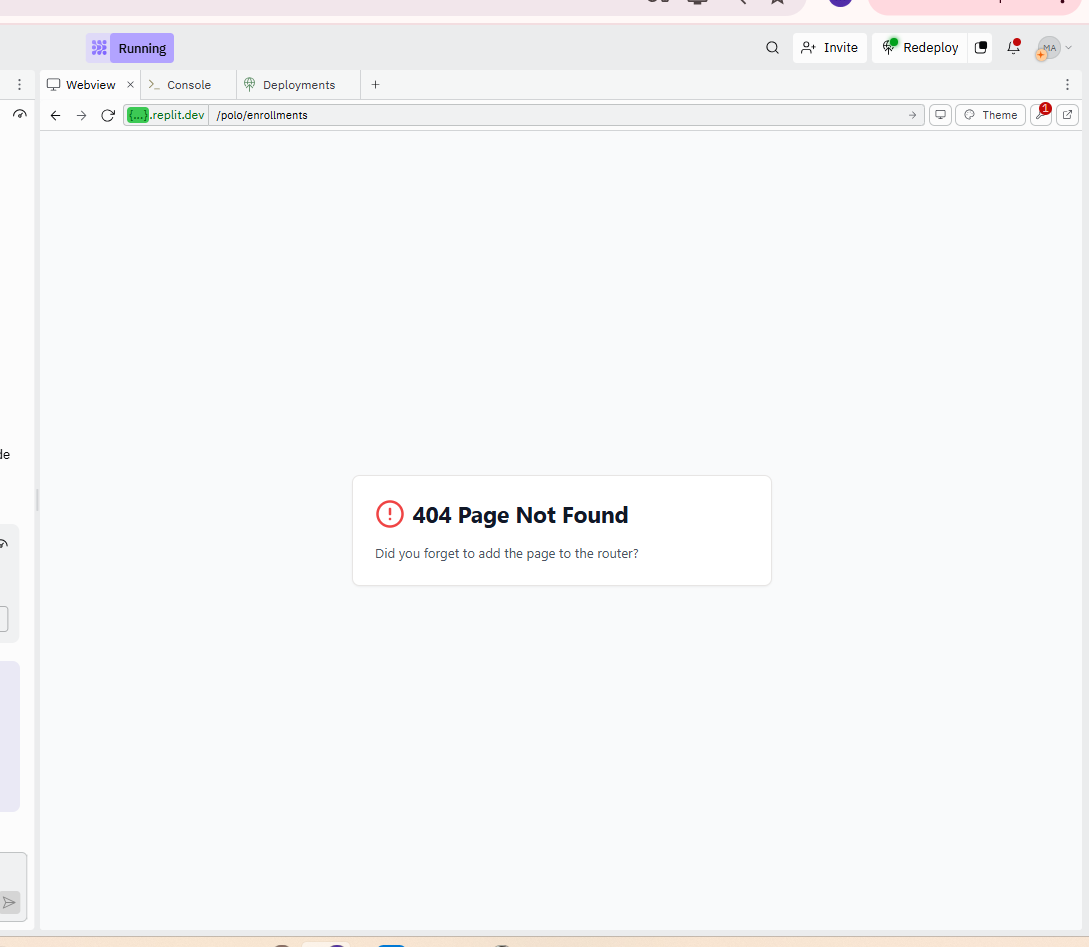 Running
Invite
Redeploy
MA
Webview
Console
Deployments
{...}.replit.dev
/polo/enrollments
Theme
1
de
404 Page Not Found
Did you forget to add the page to the router?